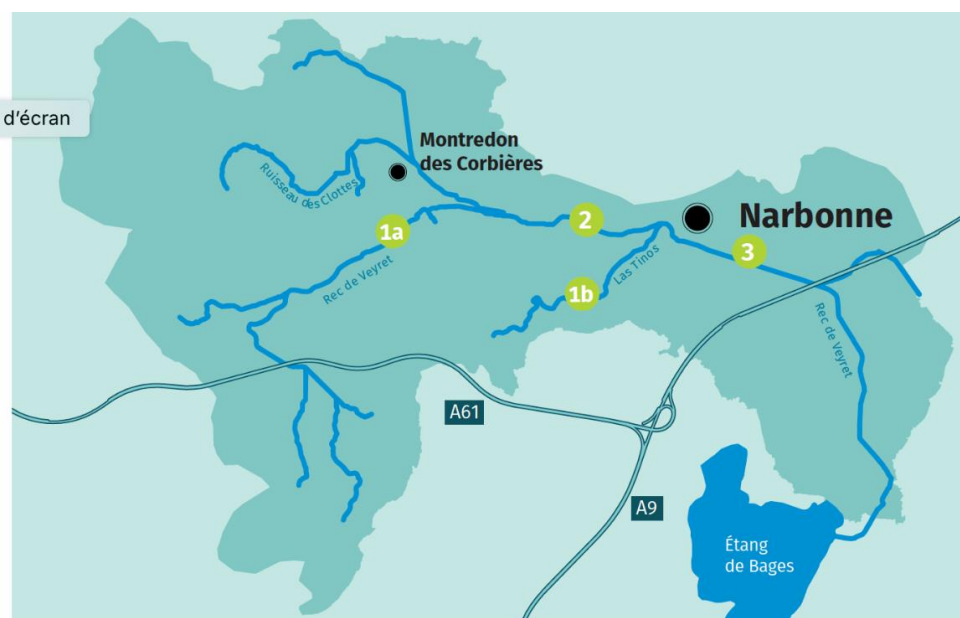 d'écran
Montredon
des Corbières
Ruisseau des Clottes
Narbonne
1a
2
3
Rec de Veyret
Las Tinos
1b
Rec de Veyret
A61
A9
Étang
de Bages